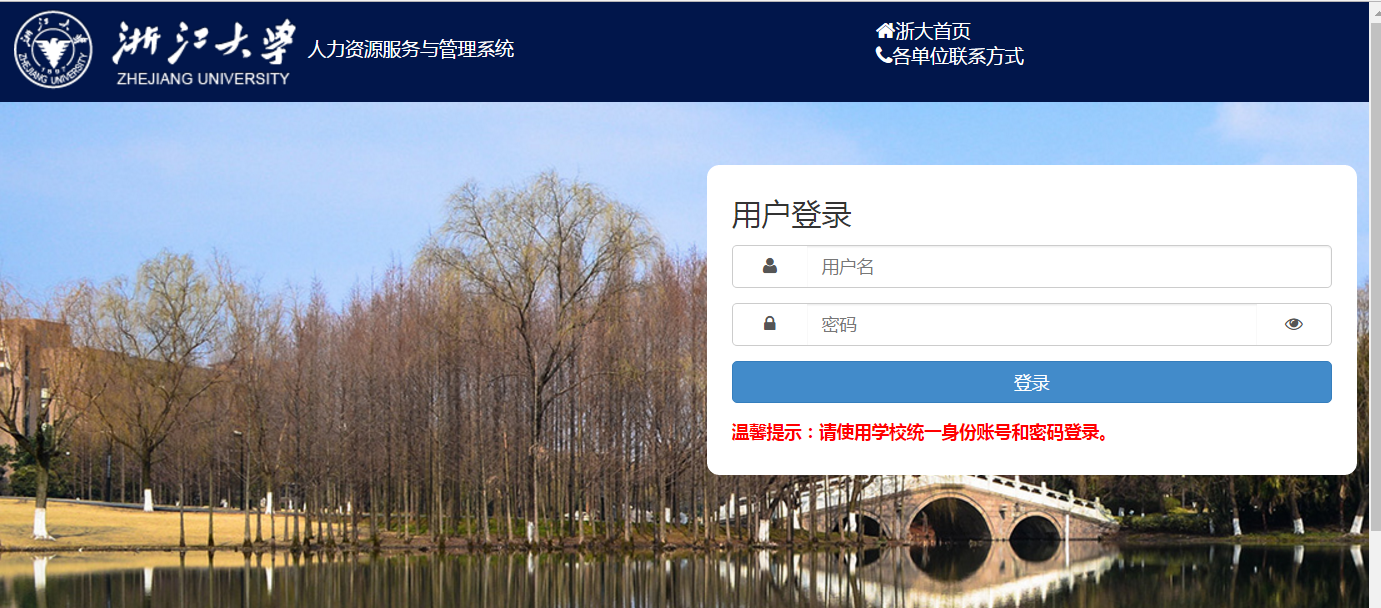 浙江大学
ZHEJIANG UNIVERSITY
人力资源服务与管理系统
浙大首页
各单位联系方式
用户登录
用户名
密码
登录
温馨提示：请使用学校统一身份账号和密码登录。